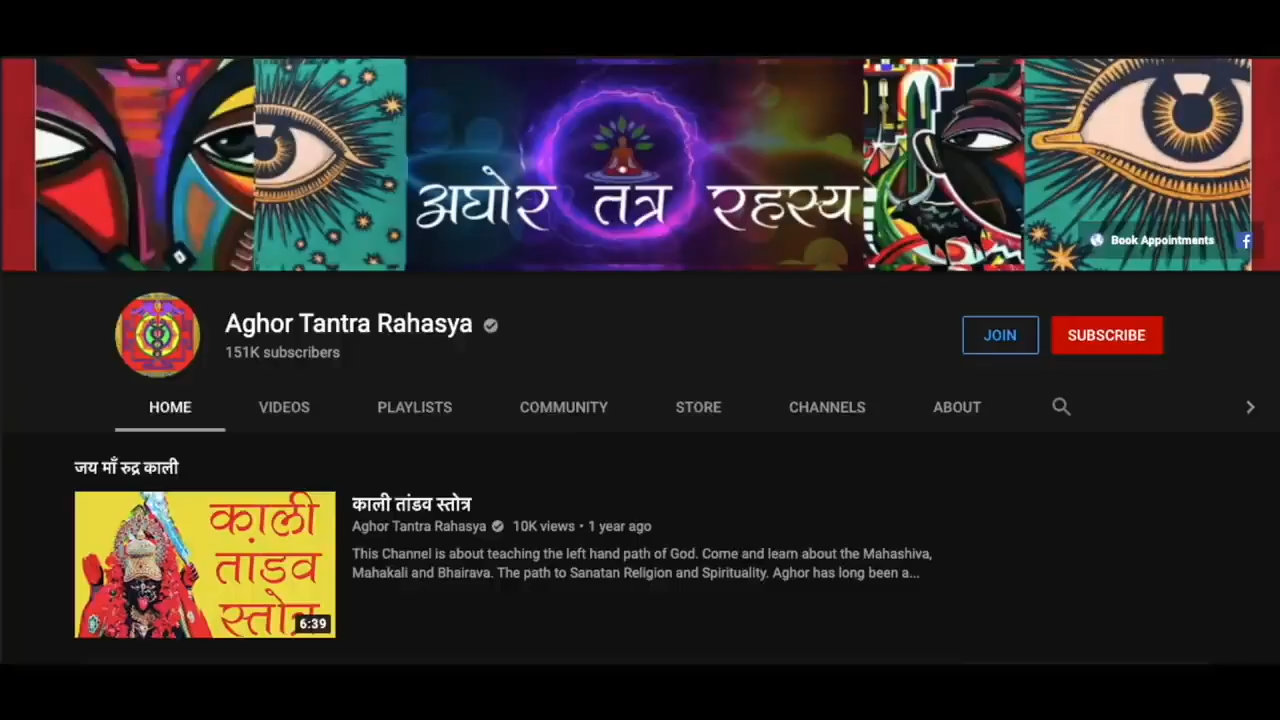 अघोर तत्र रहस्य
Book Appointments
Aghor Tantra Rahasya
151K subscribers
JOIN
SUBSCRIBE
HOME VIDEOS PLAYLISTS COMMUNITY STORE CHANNELS ABOUT
जय माँ रुद्र काली
काली
तांडव
स्तोत्र
6:39
काली तांडव स्तोत्र
Aghor Tantra Rahasya 10K views • 1 year ago
This Channel is about teaching the left hand path of God. Come and learn about the Mahashiva,
Mahakali and Bhairava. The path to Sanatan Religion and Spirituality. Aghor has long been a...